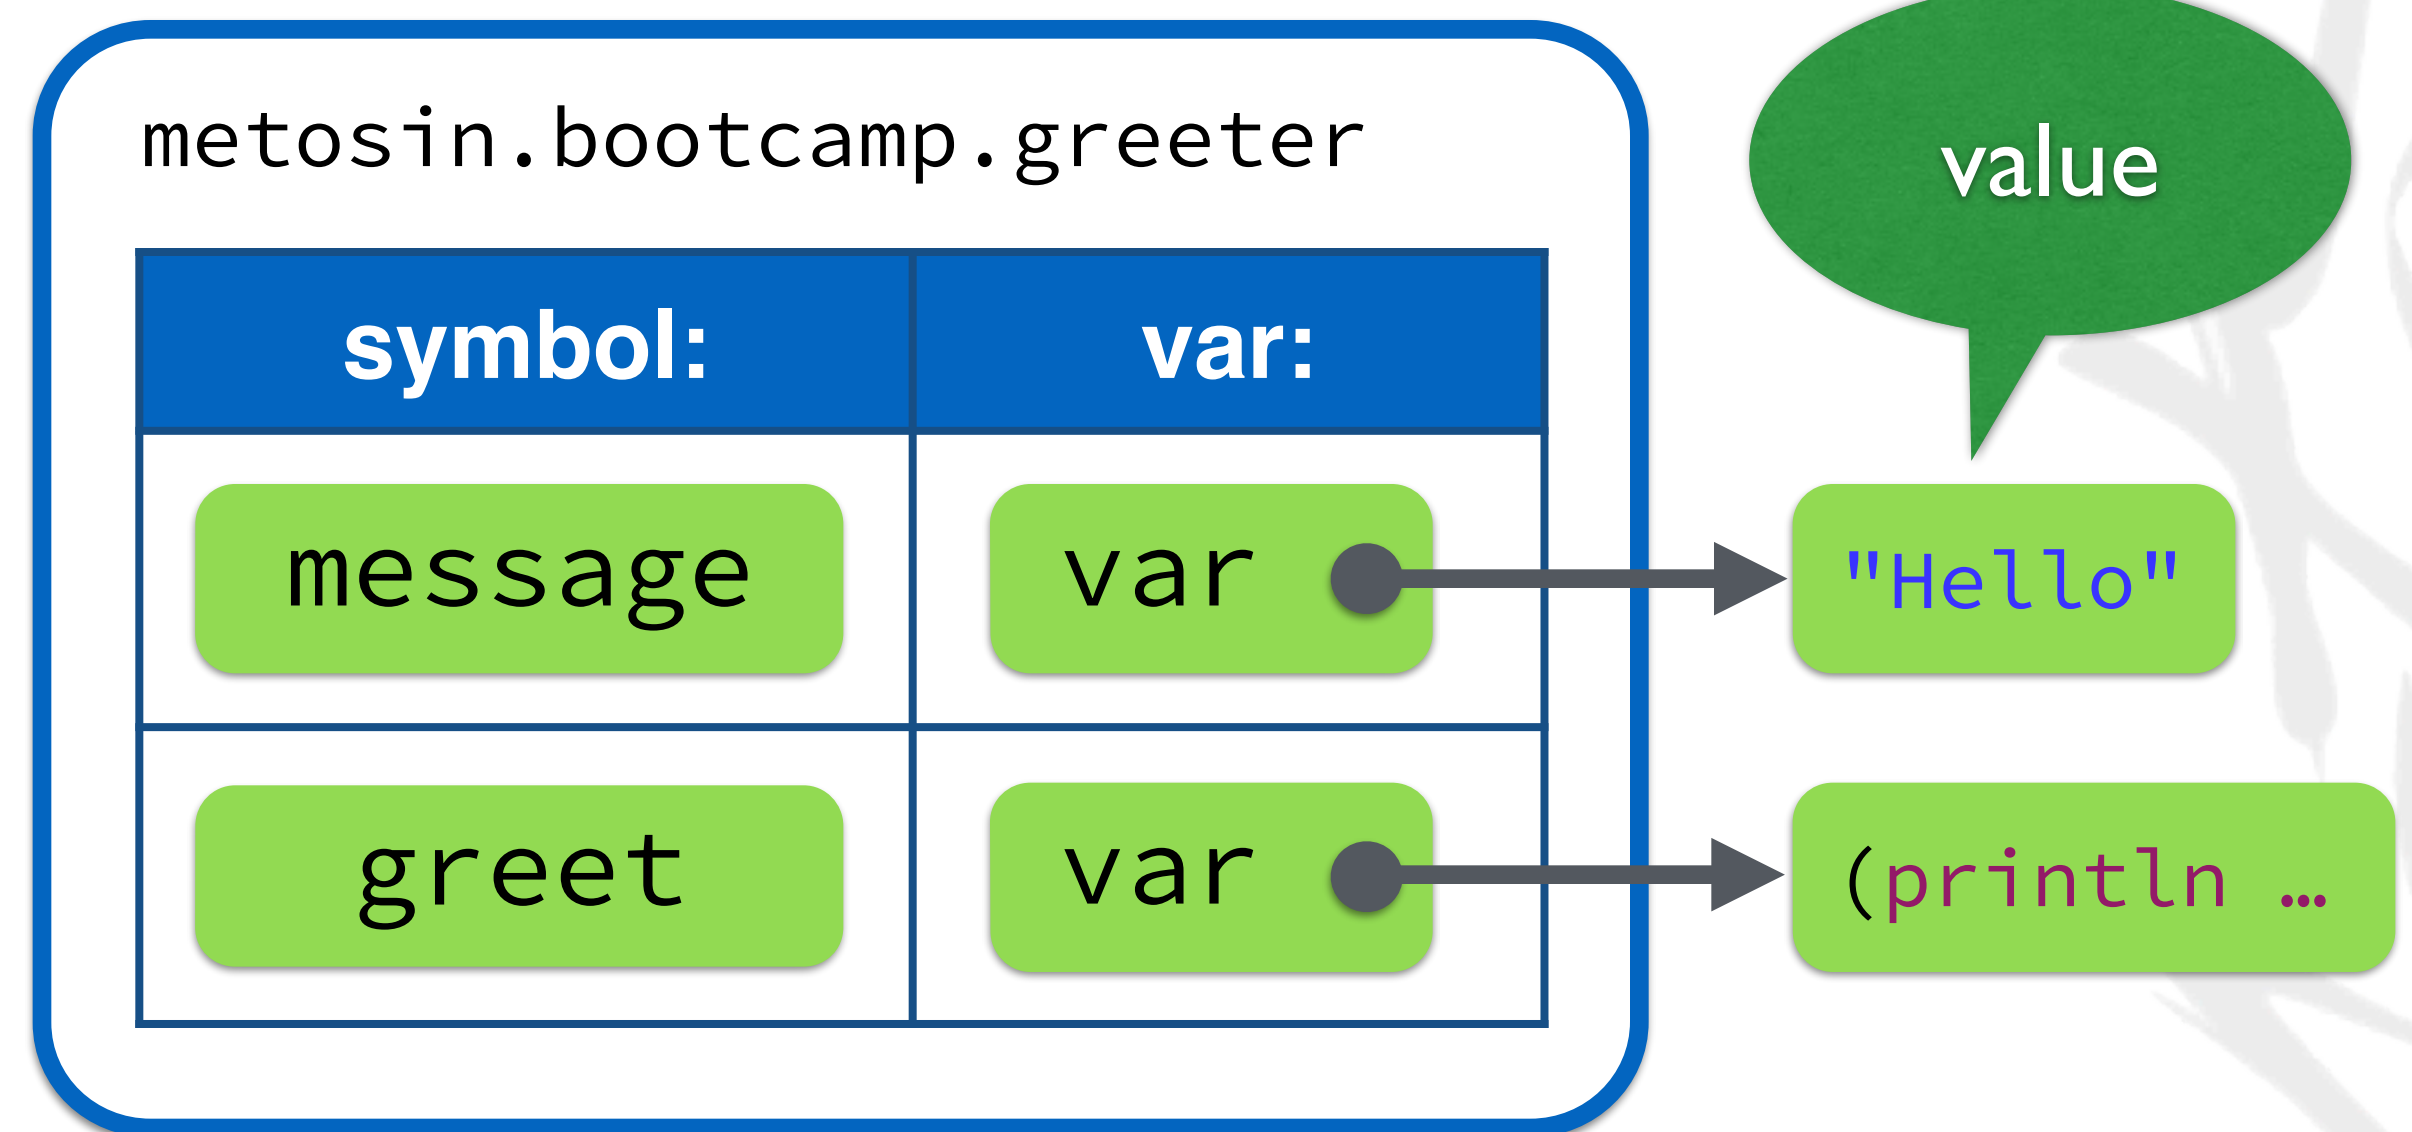 metosin.bootcamp.greeter
value
symbol: var:
message var "Hello"
greet var (println …